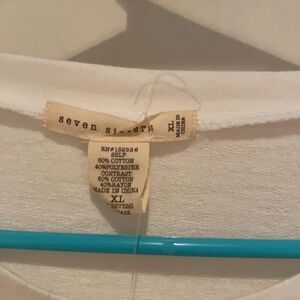 seven sisters
XL
MADE IN
CHINA
RN#152826
SELF
60% COTTON
40%POLYESTER
CONTRAST
60% COTTON
40%RAYON
MADE IN CHINA
XL